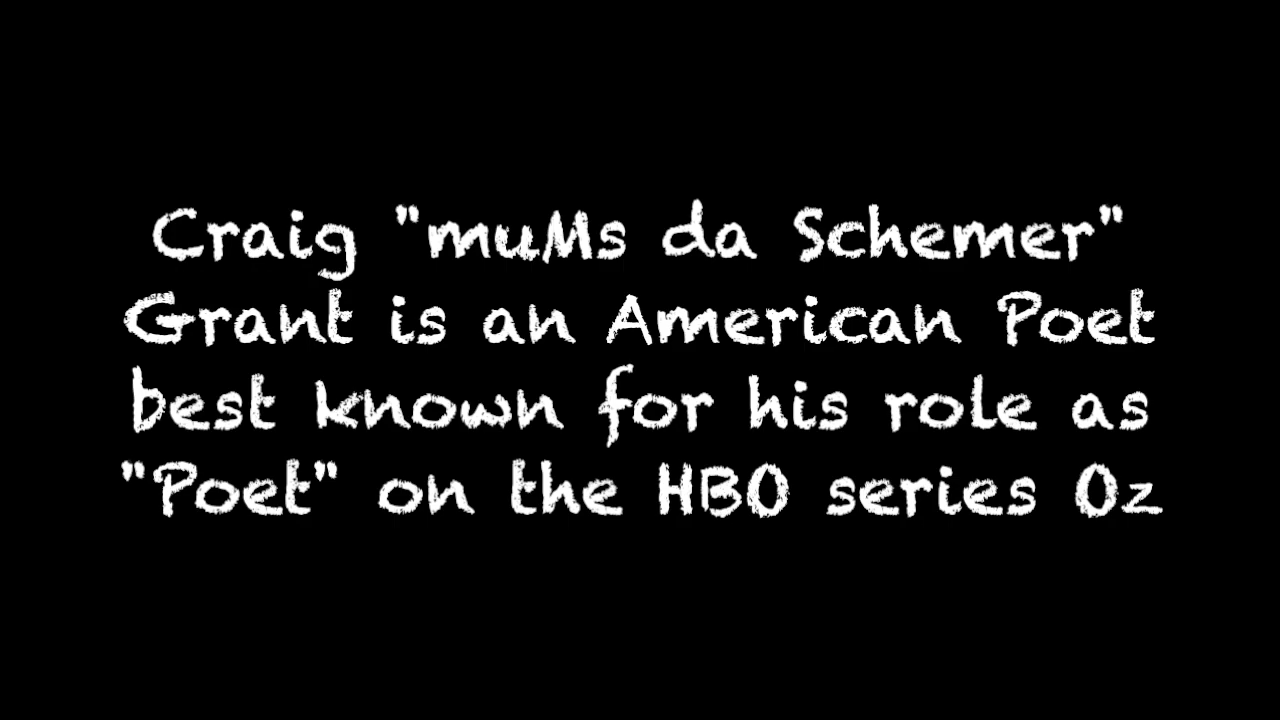 Craig "muMs da Schemer"
Grant is an American Poet
best known for his role as
"Poet" on the HBO series Oz